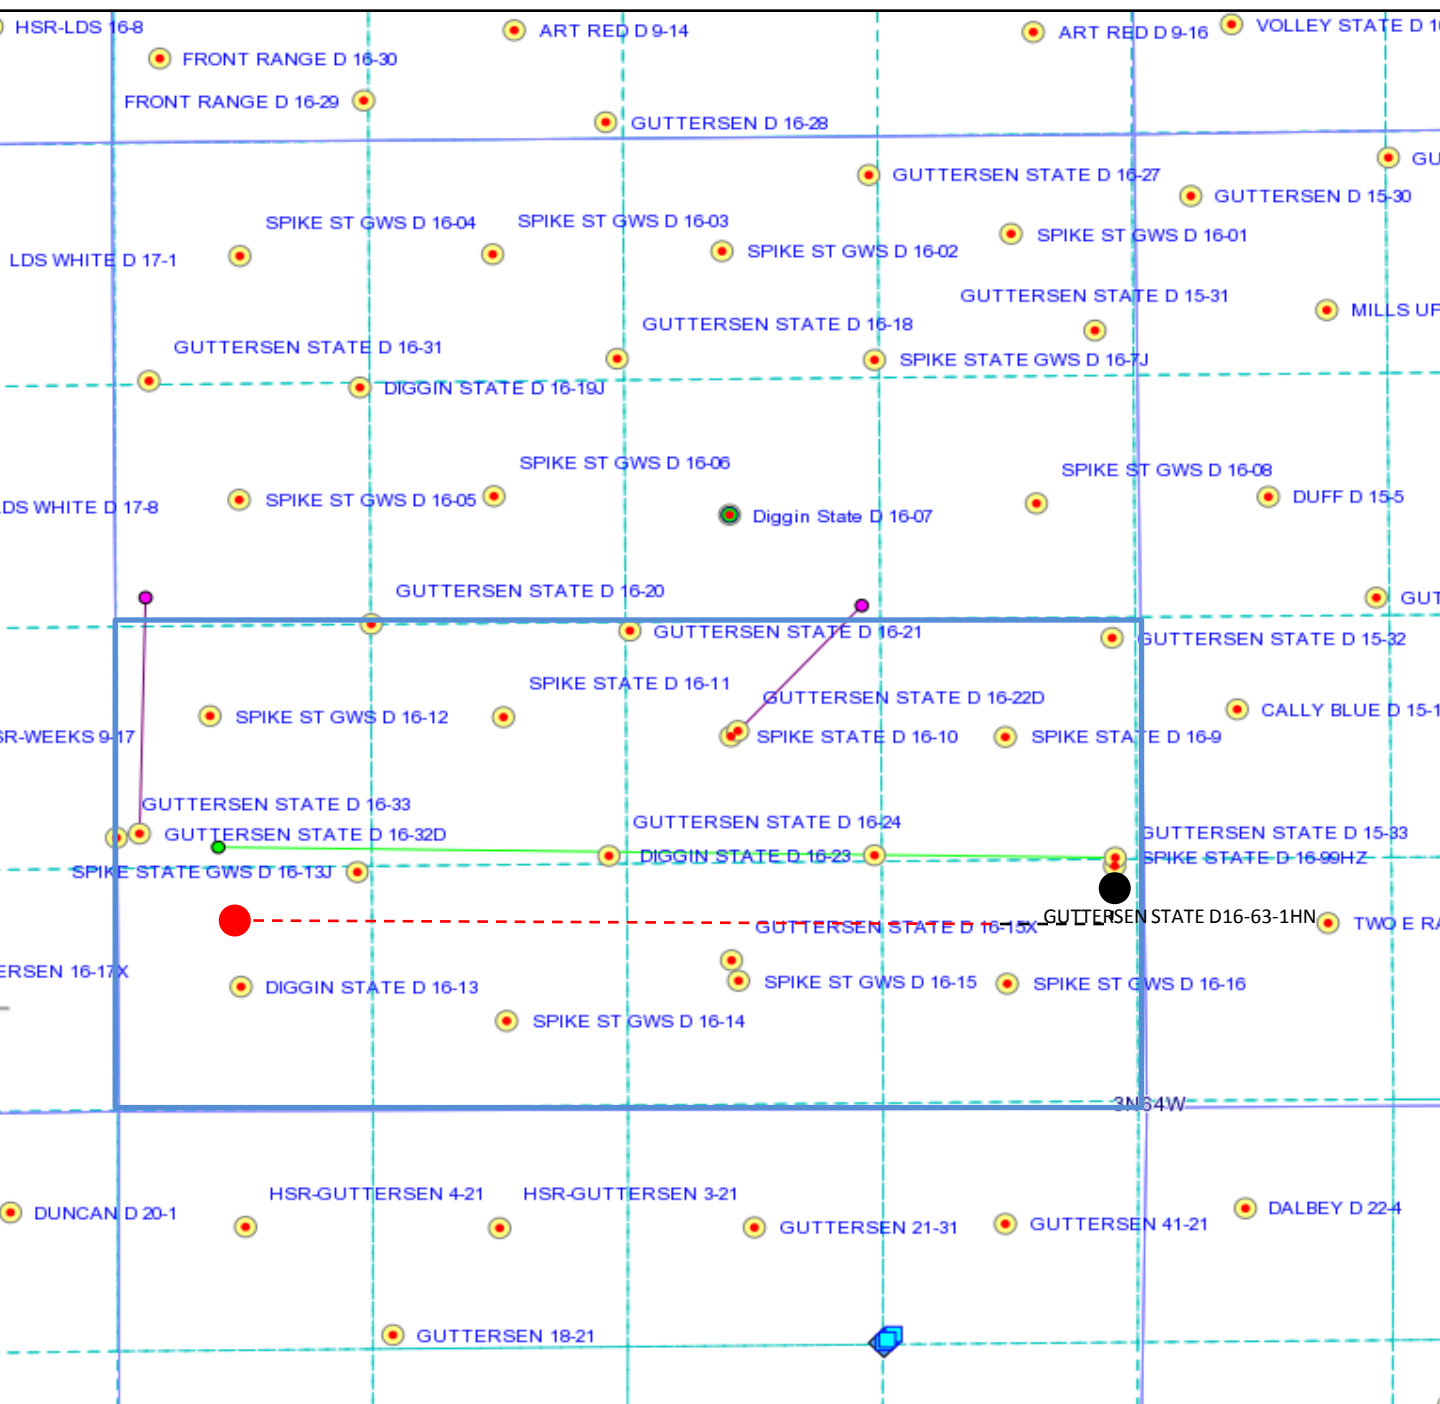 HSR-LDS 16-8
ART RED D 9-14
ART RED D 9-16
VOLLEY STATE D
FRONT RANGE D 16-30
FRONT RANGE D 16-29
GUTTERSEN D 16-28
GU
GUTTERSEN STATE D 16-27
GUTTERSEN D 15-30
SPIKE ST GWS D 16-04
SPIKE ST GWS D 16-03
SPIKE ST GWS D 16-01
SPIKE ST GWS D 16-02
LDS WHITE D 17-1
GUTTERSEN STATE D 15-31
MILLS UP
GUTTERSEN STATE D 16-18
GUTTERSEN STATE D 16-31
SPIKE STATE GWS D 16-7J
DIGGIN STATE D 16-19J
SPIKE ST GWS D 16-06
SPIKE ST GWS D 16-08
DUFF D 15-5
SPIKE ST GWS D 16-05
DS WHITE D 17-8
Diggin State D 16-07
GUTTERSEN STATE D 16-20
GUT
GUTTERSEN STATE D 16-21
GUTTERSEN STATE D 15-32
SPIKE STATE D 16-11
GUTTERSEN STATE D 16-22D
CALLY BLUE D 15-1
SPIKE ST GWS D 16-12
SR-WEEKS 9-17
SPIKE STATE D 16-10
SPIKE STATE D 16-9
GUTTERSEN STATE D 16-33
GUTTERSEN STATE D 16-24
GUTTERSEN STATE D 15-33
GUTTERSEN STATE D 16-32D
DIGGIN STATE D 16-23
SPIKE STATE D 16-99HZ
SPIKE STATE GWS D 16-13J
GUTTERSEN STATE D16-63-1HN
GUTTERSEN STATE D 16-15X
TWO E RA
ERSEN 16-17X
DIGGIN STATE D 16-13
SPIKE ST GWS D 16-15
SPIKE ST GWS D 16-16
SPIKE ST GWS D 16-14
3N64W
HSR-GUTTERSEN 4-21
HSR-GUTTERSEN 3-21
DUNCAN D 20-1
GUTTERSEN 21-31
GUTTERSEN 41-21
DALBEY D 22-4
GUTTERSEN 18-21